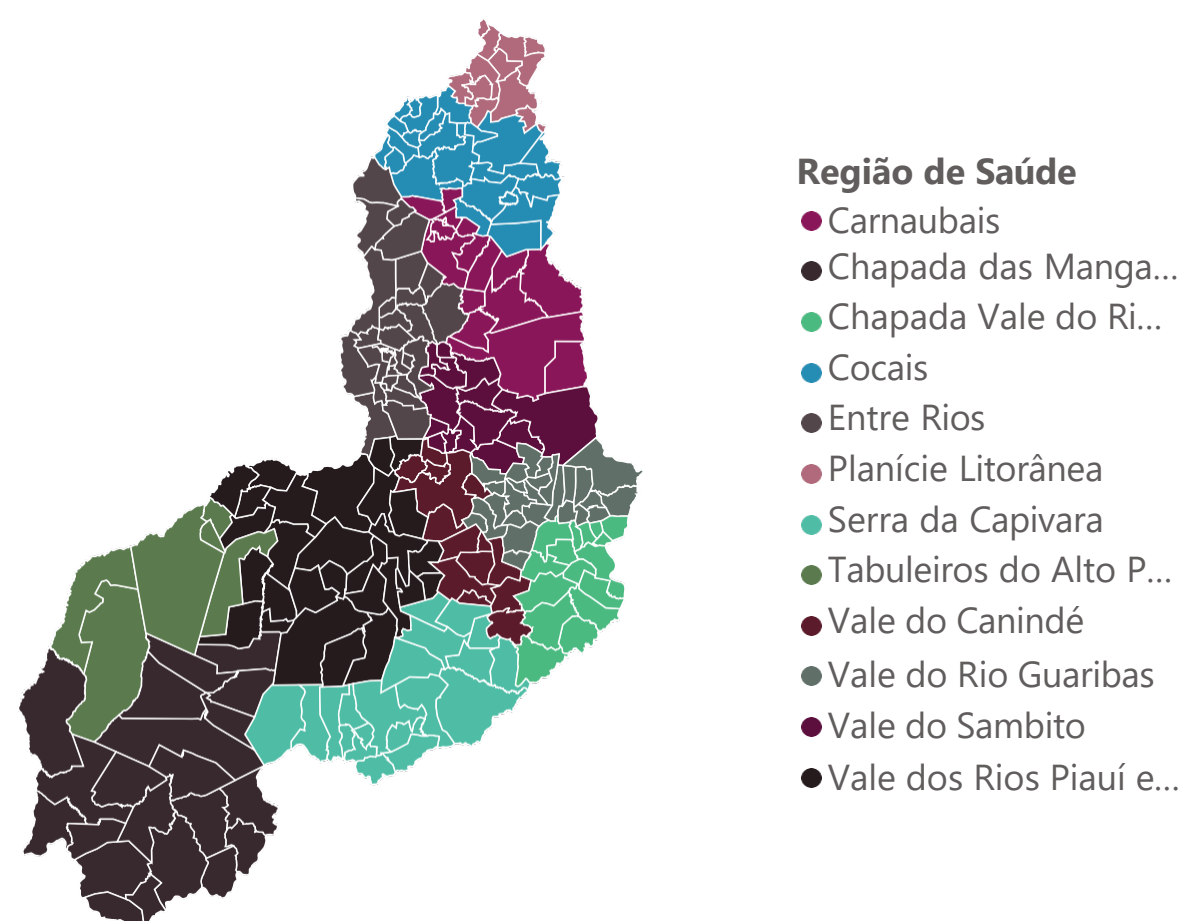 Região de Saúde
Carnaubais
Chapada das Manga...
Chapada Vale do Ri...
Cocais
Entre Rios
Planície Litorânea
Serra da Capivara
Tabuleiros do Alto P...
Vale do Canindé
Vale do Rio Guaribas
Vale do Sambito
Vale dos Rios Piauí e...